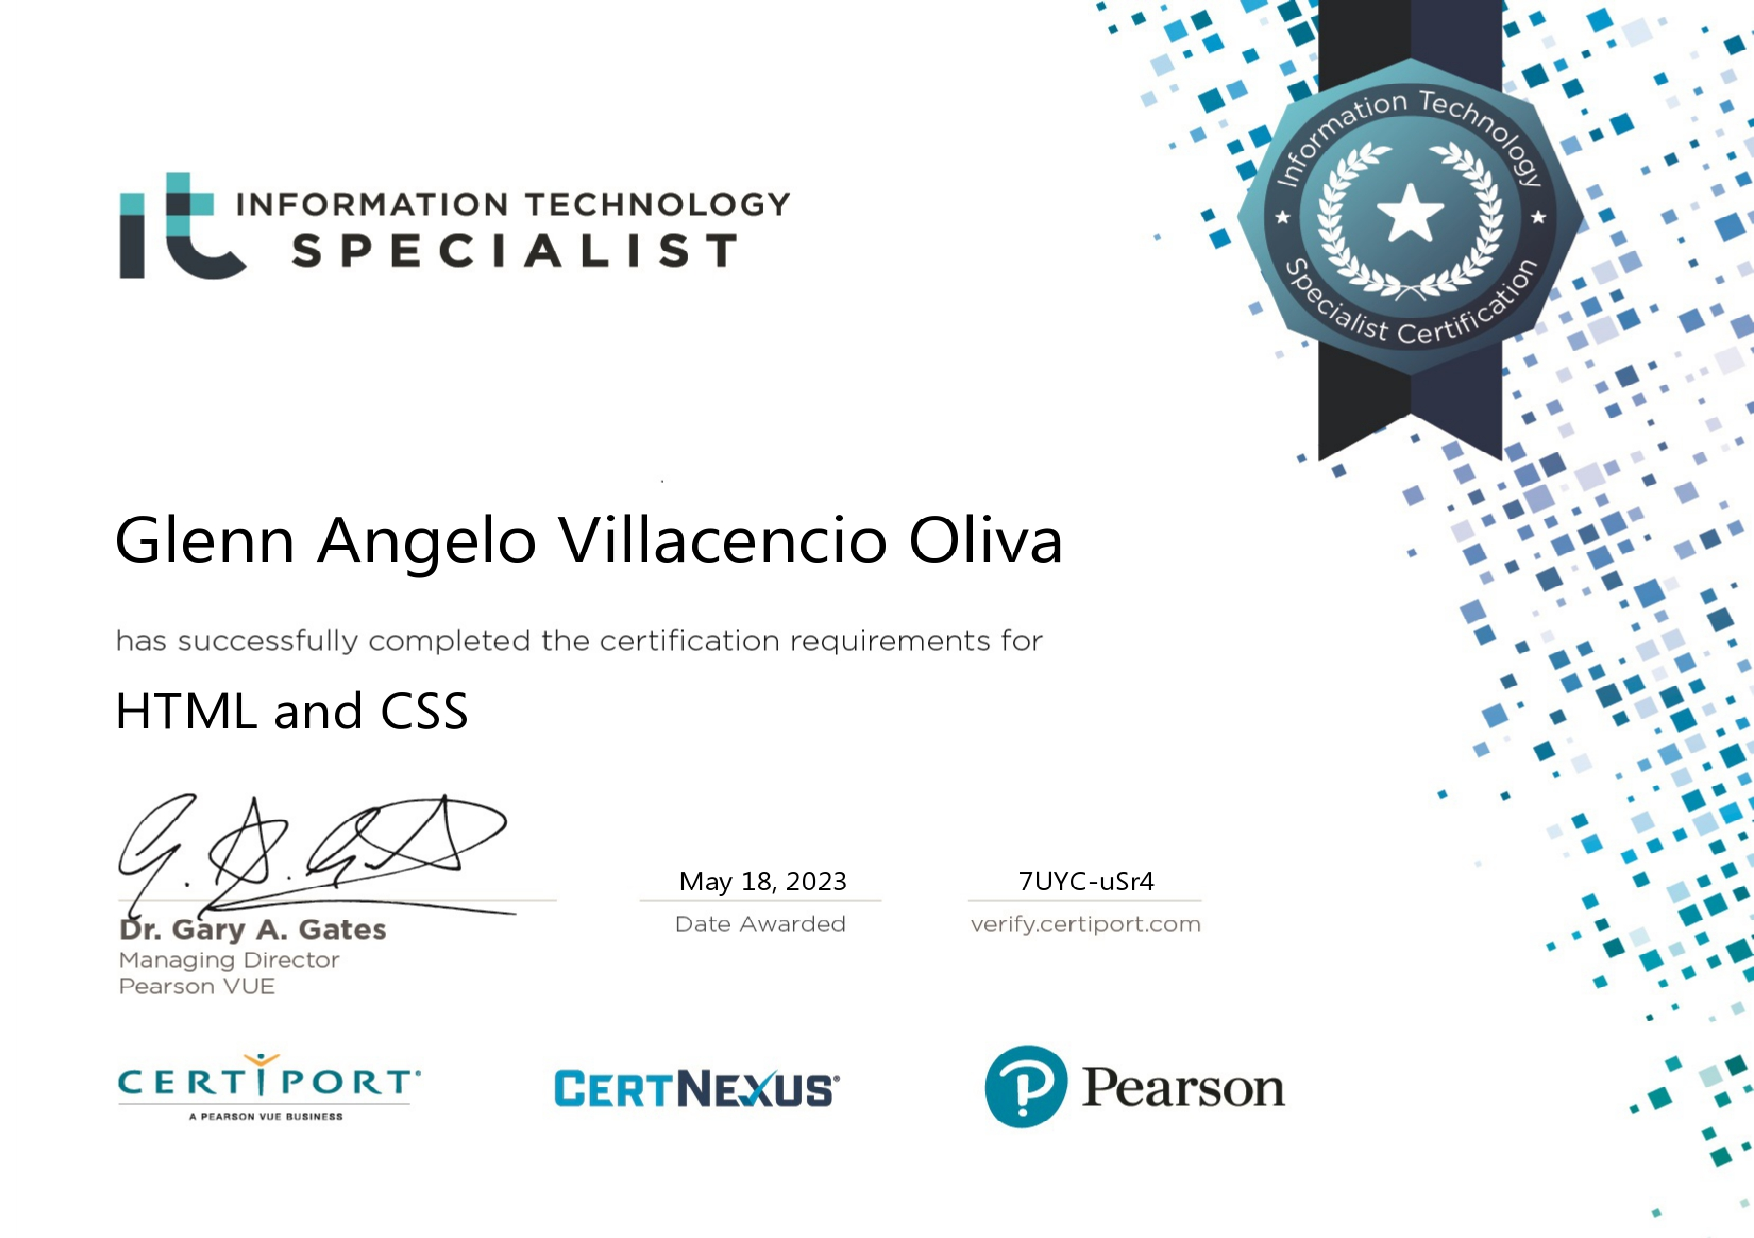 Information Technology
Specialist Certification
it INFORMATION TECHNOLOGY
SPECIALIST
Glenn Angelo Villacencio Oliva
has successfully completed the certification requirements for
HTML and CSS
May 18, 2023
7UYC-uSr4
Dr. Gary A. Gates
Date Awarded
verify.certiport.com
Managing Director
Pearson VUE
CERTIPORT
A PEARSON VUE BUSINESS
CERTNEXUS®
Pearson